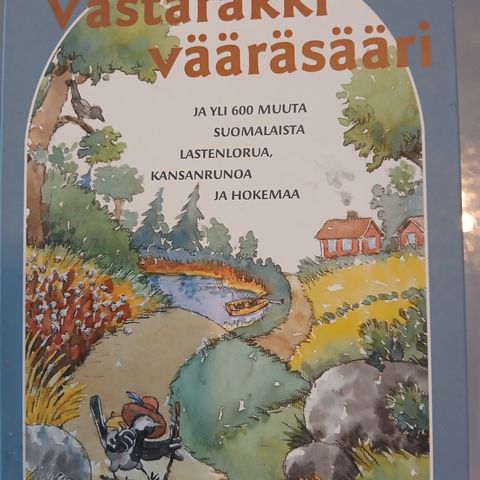 Västäräkki
vääräsääri
JA YLI 600 MUUTA
SUOMALAISTA
LASTENLORUA,
KANSANRUNOA
JA HOKEMAA